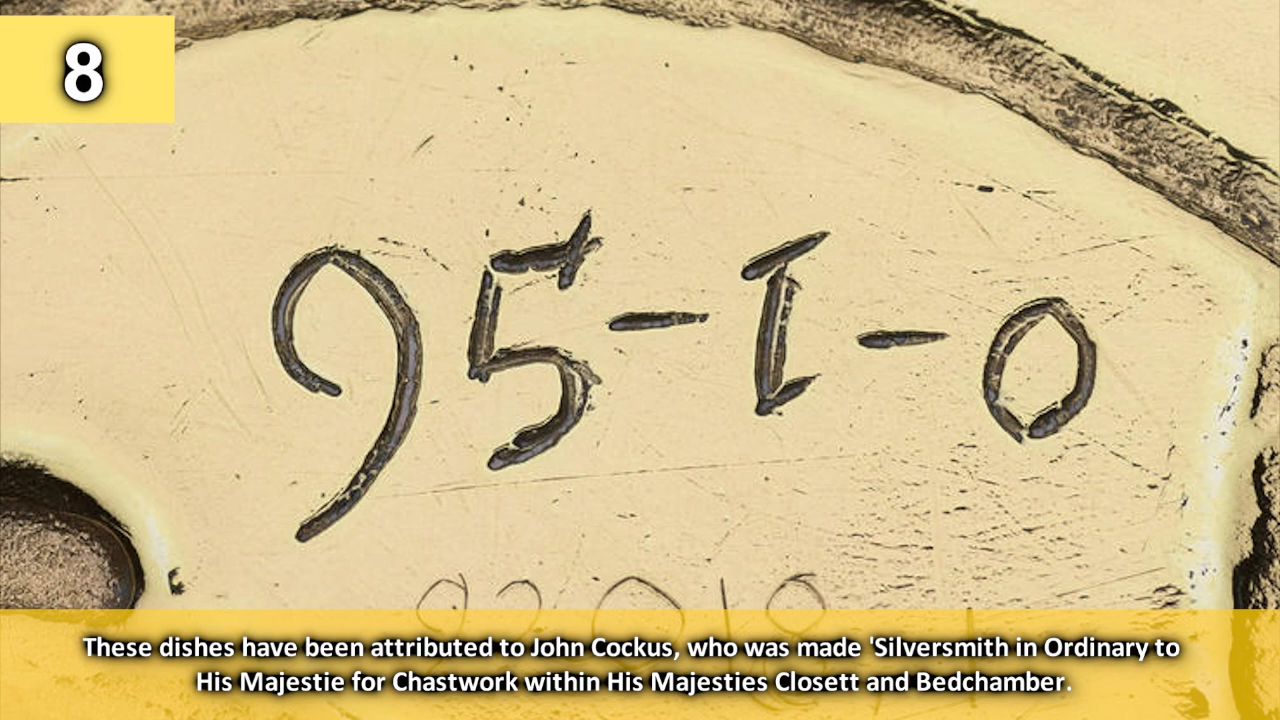 8
95-1-0
These dishes have been attributed to John Cockus, who was made 'Silversmith in Ordinary to
His Majestie for Chastwork within His Majesties Closett and Bedchamber.